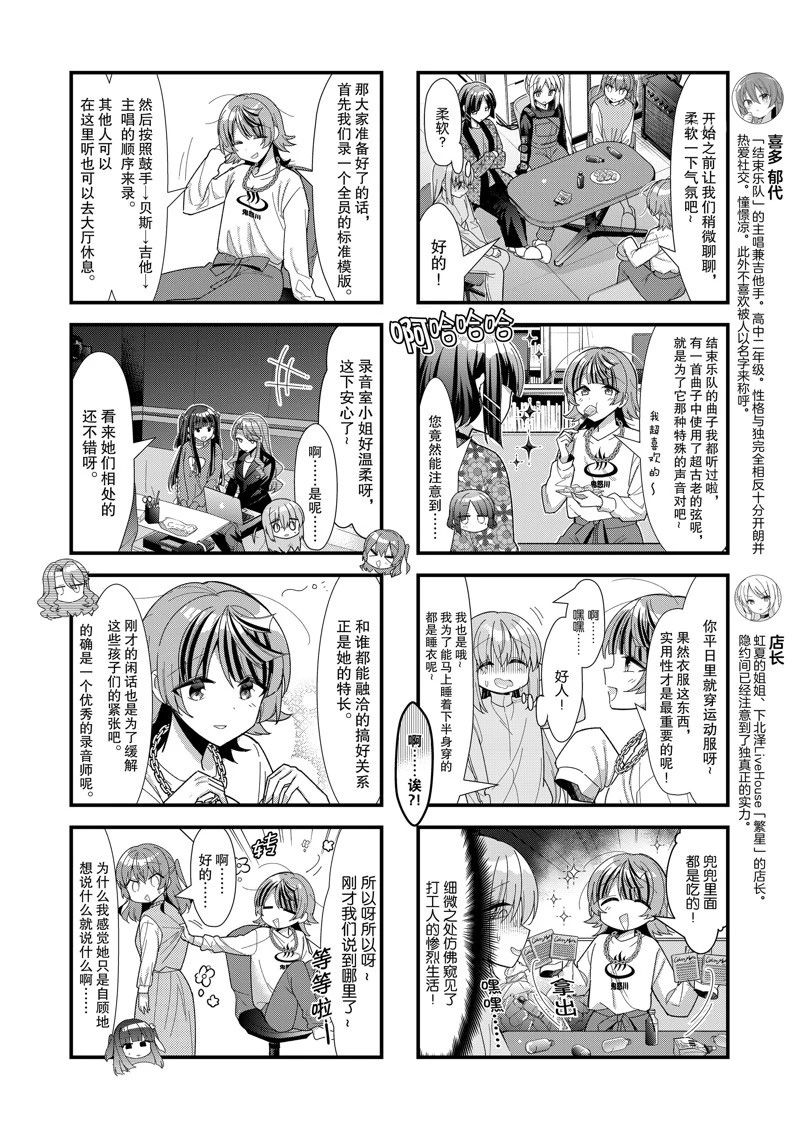 喜多 郁代
「结束乐队」的主唱兼吉他手。高中二年级。性格与独完全相反十分开朗并
热爱社交。憧憬凉。此外不喜欢被人以名字来称呼。
店长
虹夏的姐姐、下北泽LiveHouse「繁星」的店长。
隐约间已经注意到了独真正的实力。
开始之前让我们稍微聊聊，
柔软一下气氛吧~
柔软？
好的！
结束乐队的曲子我都听过啦，
有一首曲子中使用了超古老的弦呢，
就是为了它那种特殊的声音对吧~
我超喜欢的~
啊哈哈哈
您竟然能注意到…
你平日里就穿运动服呀~
果然衣服这东西，
实用性才是最重要的呢！
啊…
嘿嘿…
好人！
我也是哦~
我为了能马上睡着下半身穿的
都是睡衣呢~
啊……诶?!
兜兜里面
都是吃的！
拿出
嘿嘿……
细微之处仿佛窥见了
打工人的惨烈生活！
鬼怒川
那大家准备好了的话，
首先我们录一个全员的标准模版。
然后按照鼓手→贝斯→吉他→
主唱的顺序来录。
其他人可以
在这里听也可以去大厅休息。
鬼怒川
录音室小姐好温柔呀，
这下安心了~
啊……是呢…
看来她们相处的
还不错呀。
和谁都能融洽的搞好关系
正是她的特长。
刚才的闲话也是为了缓解
这些孩子们的紧张吧。
的确是一个优秀的录音师呢。
所以呀所以呀~
刚才我们说到哪里了~
转转
等等啦…
啊……
好的…
为什么我感觉她只是自顾地
想说什么就说什么啊……
鬼怒川